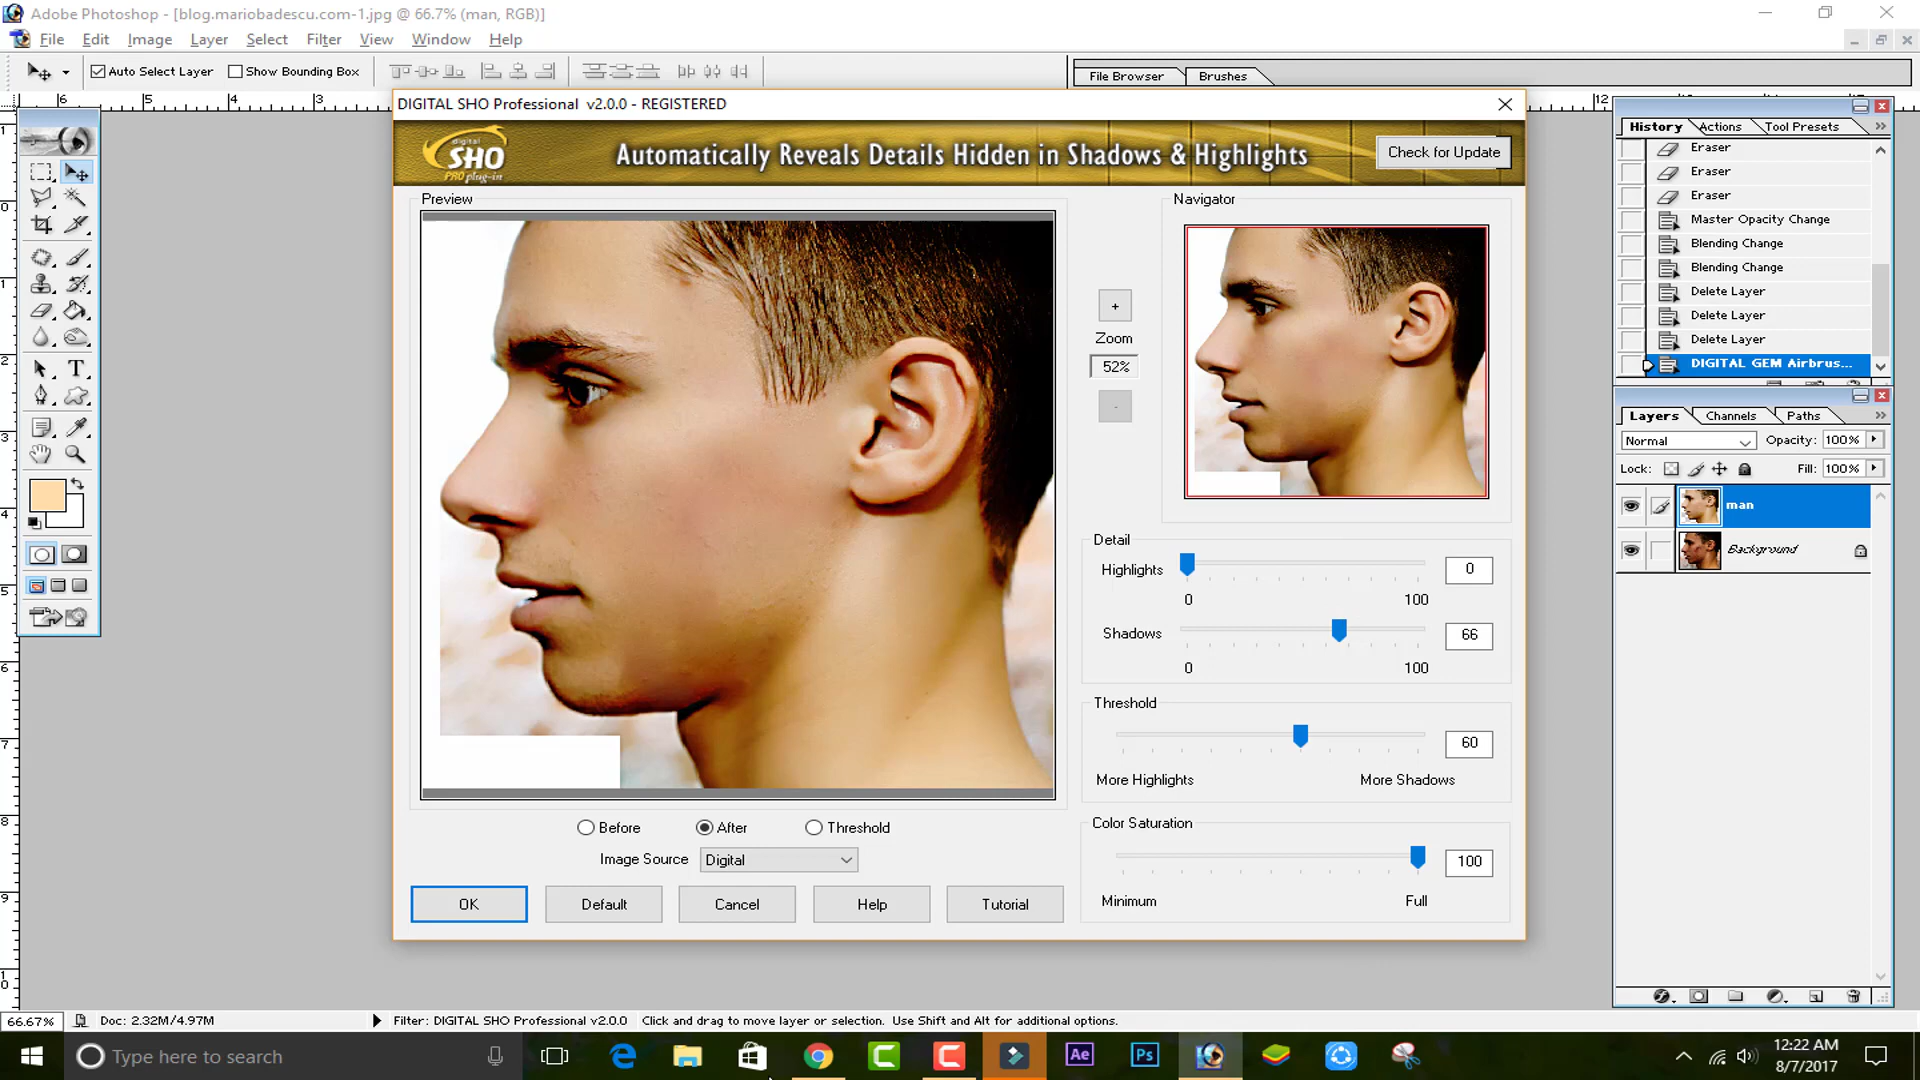 Adobe Photoshop - [blog.mariobadescu.com-1.jpg @ 66.7% (man, RGB)]
File Edit Image Layer Select Filter View Window Help
Auto Select Layer Show Bounding Box
File Browser Brushes
DIGITAL SHO Professional v2.0.0 - REGISTERED
digital SHO PRO plug-in
Automatically Reveals Details Hidden in Shadows & Highlights
Check for Update
Preview
Navigator
+
Zoom
52%
-
Detail
Highlights 0
0 100
Shadows 66
0 100
Threshold
60
More Highlights More Shadows
Color Saturation
100
Minimum Full
Before After Threshold
Image Source Digital
OK Default Cancel Help Tutorial
History Actions Tool Presets
Eraser
Eraser
Eraser
Master Opacity Change
Blending Change
Blending Change
Delete Layer
Delete Layer
Delete Layer
DIGITAL GEM Airbrus...
Layers Channels Paths
Normal Opacity: 100%
Lock: Fill: 100%
man
Background
66.67% Doc: 2.32M/4.97M Filter: DIGITAL SHO Professional v2.0.0 Click and drag to move layer or selection. Use Shift and Alt for additional options.
Type here to search
Ae
Ps
12:22 AM
8/7/2017